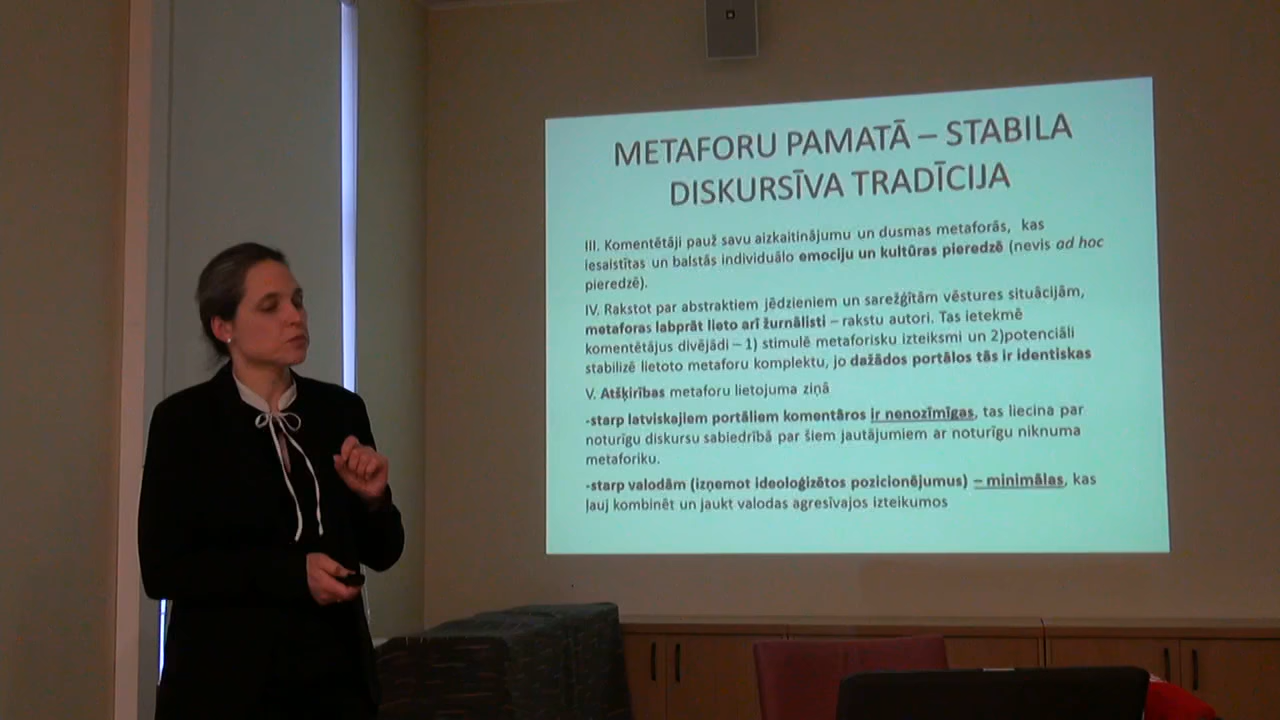 METAFORU PAMATĀ – STABILA
DISKURSĪVA TRADĪCIJA
III. Komentētāji pauž savu aizkaitinājumu un dusmas metaforās, kas
iesaistītas un balstās individuālo emociju un kultūras pieredzē (nevis ad hoc
pieredzē).
IV. Rakstot par abstraktiem jēdzieniem un sarežģītām vēstures situācijām,
metaforas labprāt lieto arī žurnālisti – rakstu autori. Tas ietekmē
komentētājus divējādi – 1) stimulē metaforisku izteiksmi un 2)potenciāli
stabilizē lietoto metaforu komplektu, jo dažādos portālos tās ir identiskas
V. Atšķirības metaforu lietojuma ziņā
-starp latviskajiem portāliem komentāros ir nenozīmīgas, tas liecina par
noturīgu diskursu sabiedrībā par šiem jautājumiem ar noturīgu niknuma
metaforiku.
-starp valodām (izņemot ideoloģizētos pozicionējumus) – minimālas, kas
ļauj kombinēt un jaukt valodas agresīvajos izteikumos